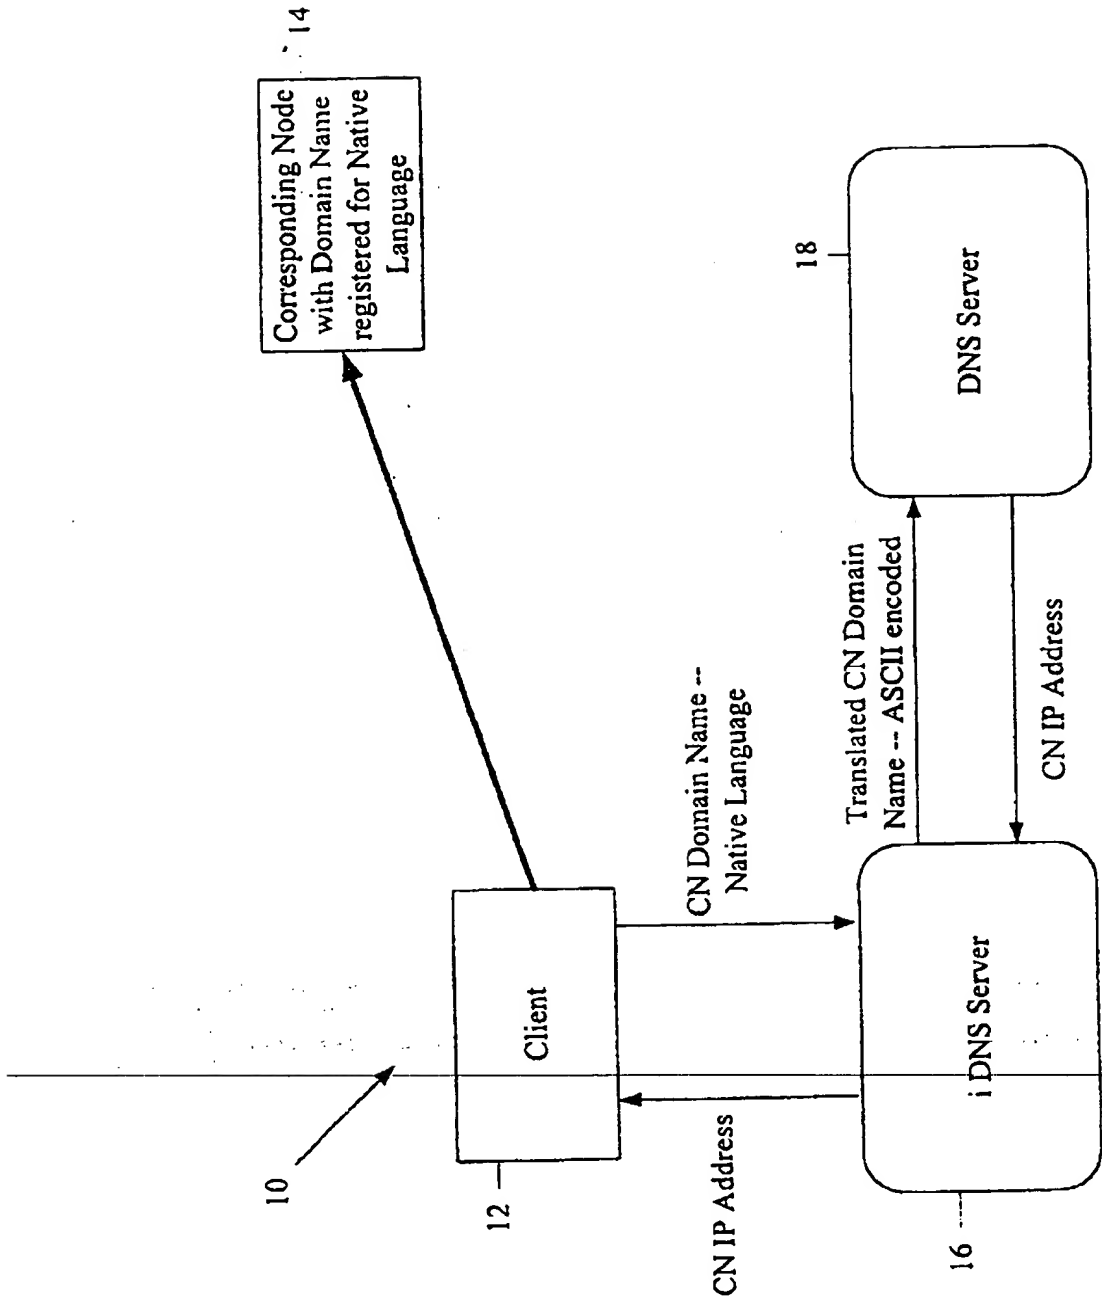 10
12
Client
14
Corresponding Node
with Domain Name
registered for Native
Language
CN IP Address
CN Domain Name --
Native Language
16
i DNS Server
Translated CN Domain
Name -- ASCII encoded
CN IP Address
18
DNS Server